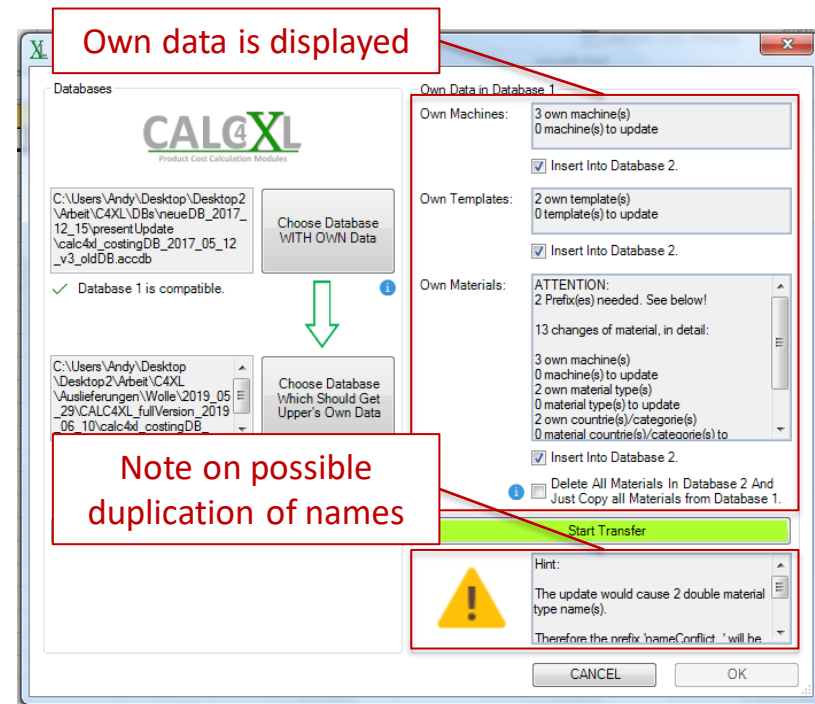 Own data is displayed
Databases
CALC4XL
Product Cost Calculation Modules
C:\Users\Andy\Desktop\Desktop2
\Arbeit\C4XL\DBs\neueDB_2017_
12_15\presentUpdate
\calc4xl_costingDB_2017_05_12
_v3_oldDB.accdb
Choose Database
WITH OWN Data
Database 1 is compatible.
C:\Users\Andy\Desktop
\Desktop2\Arbeit\C4XL
\Auslieferungen\Wolle\2019_05
_29\CALC4XL_fullVersion_2019
_06_10\calc4xl_costingDB_
Choose Database
Which Should Get
Upper's Own Data
Note on possible
duplication of names
Own Data in Database 1
Own Machines:
3 own machine(s)
0 machine(s) to update
Insert Into Database 2.
Own Templates:
2 own template(s)
0 template(s) to update
Insert Into Database 2.
Own Materials:
ATTENTION:
2 Prefix(es) needed. See below!
13 changes of material, in detail:
3 own machine(s)
0 machine(s) to update
2 own material type(s)
0 material type(s) to update
2 own countrie(s)/categorie(s)
0 material countrie(s)/categorie(s) to
Insert Into Database 2.
Delete All Materials In Database 2 And
Just Copy all Materials from Database 1.
Start Transfer
Hint:
The update would cause 2 double material
type name(s).
Therefore the prefix 'nameConflict_' will be
CANCEL
OK